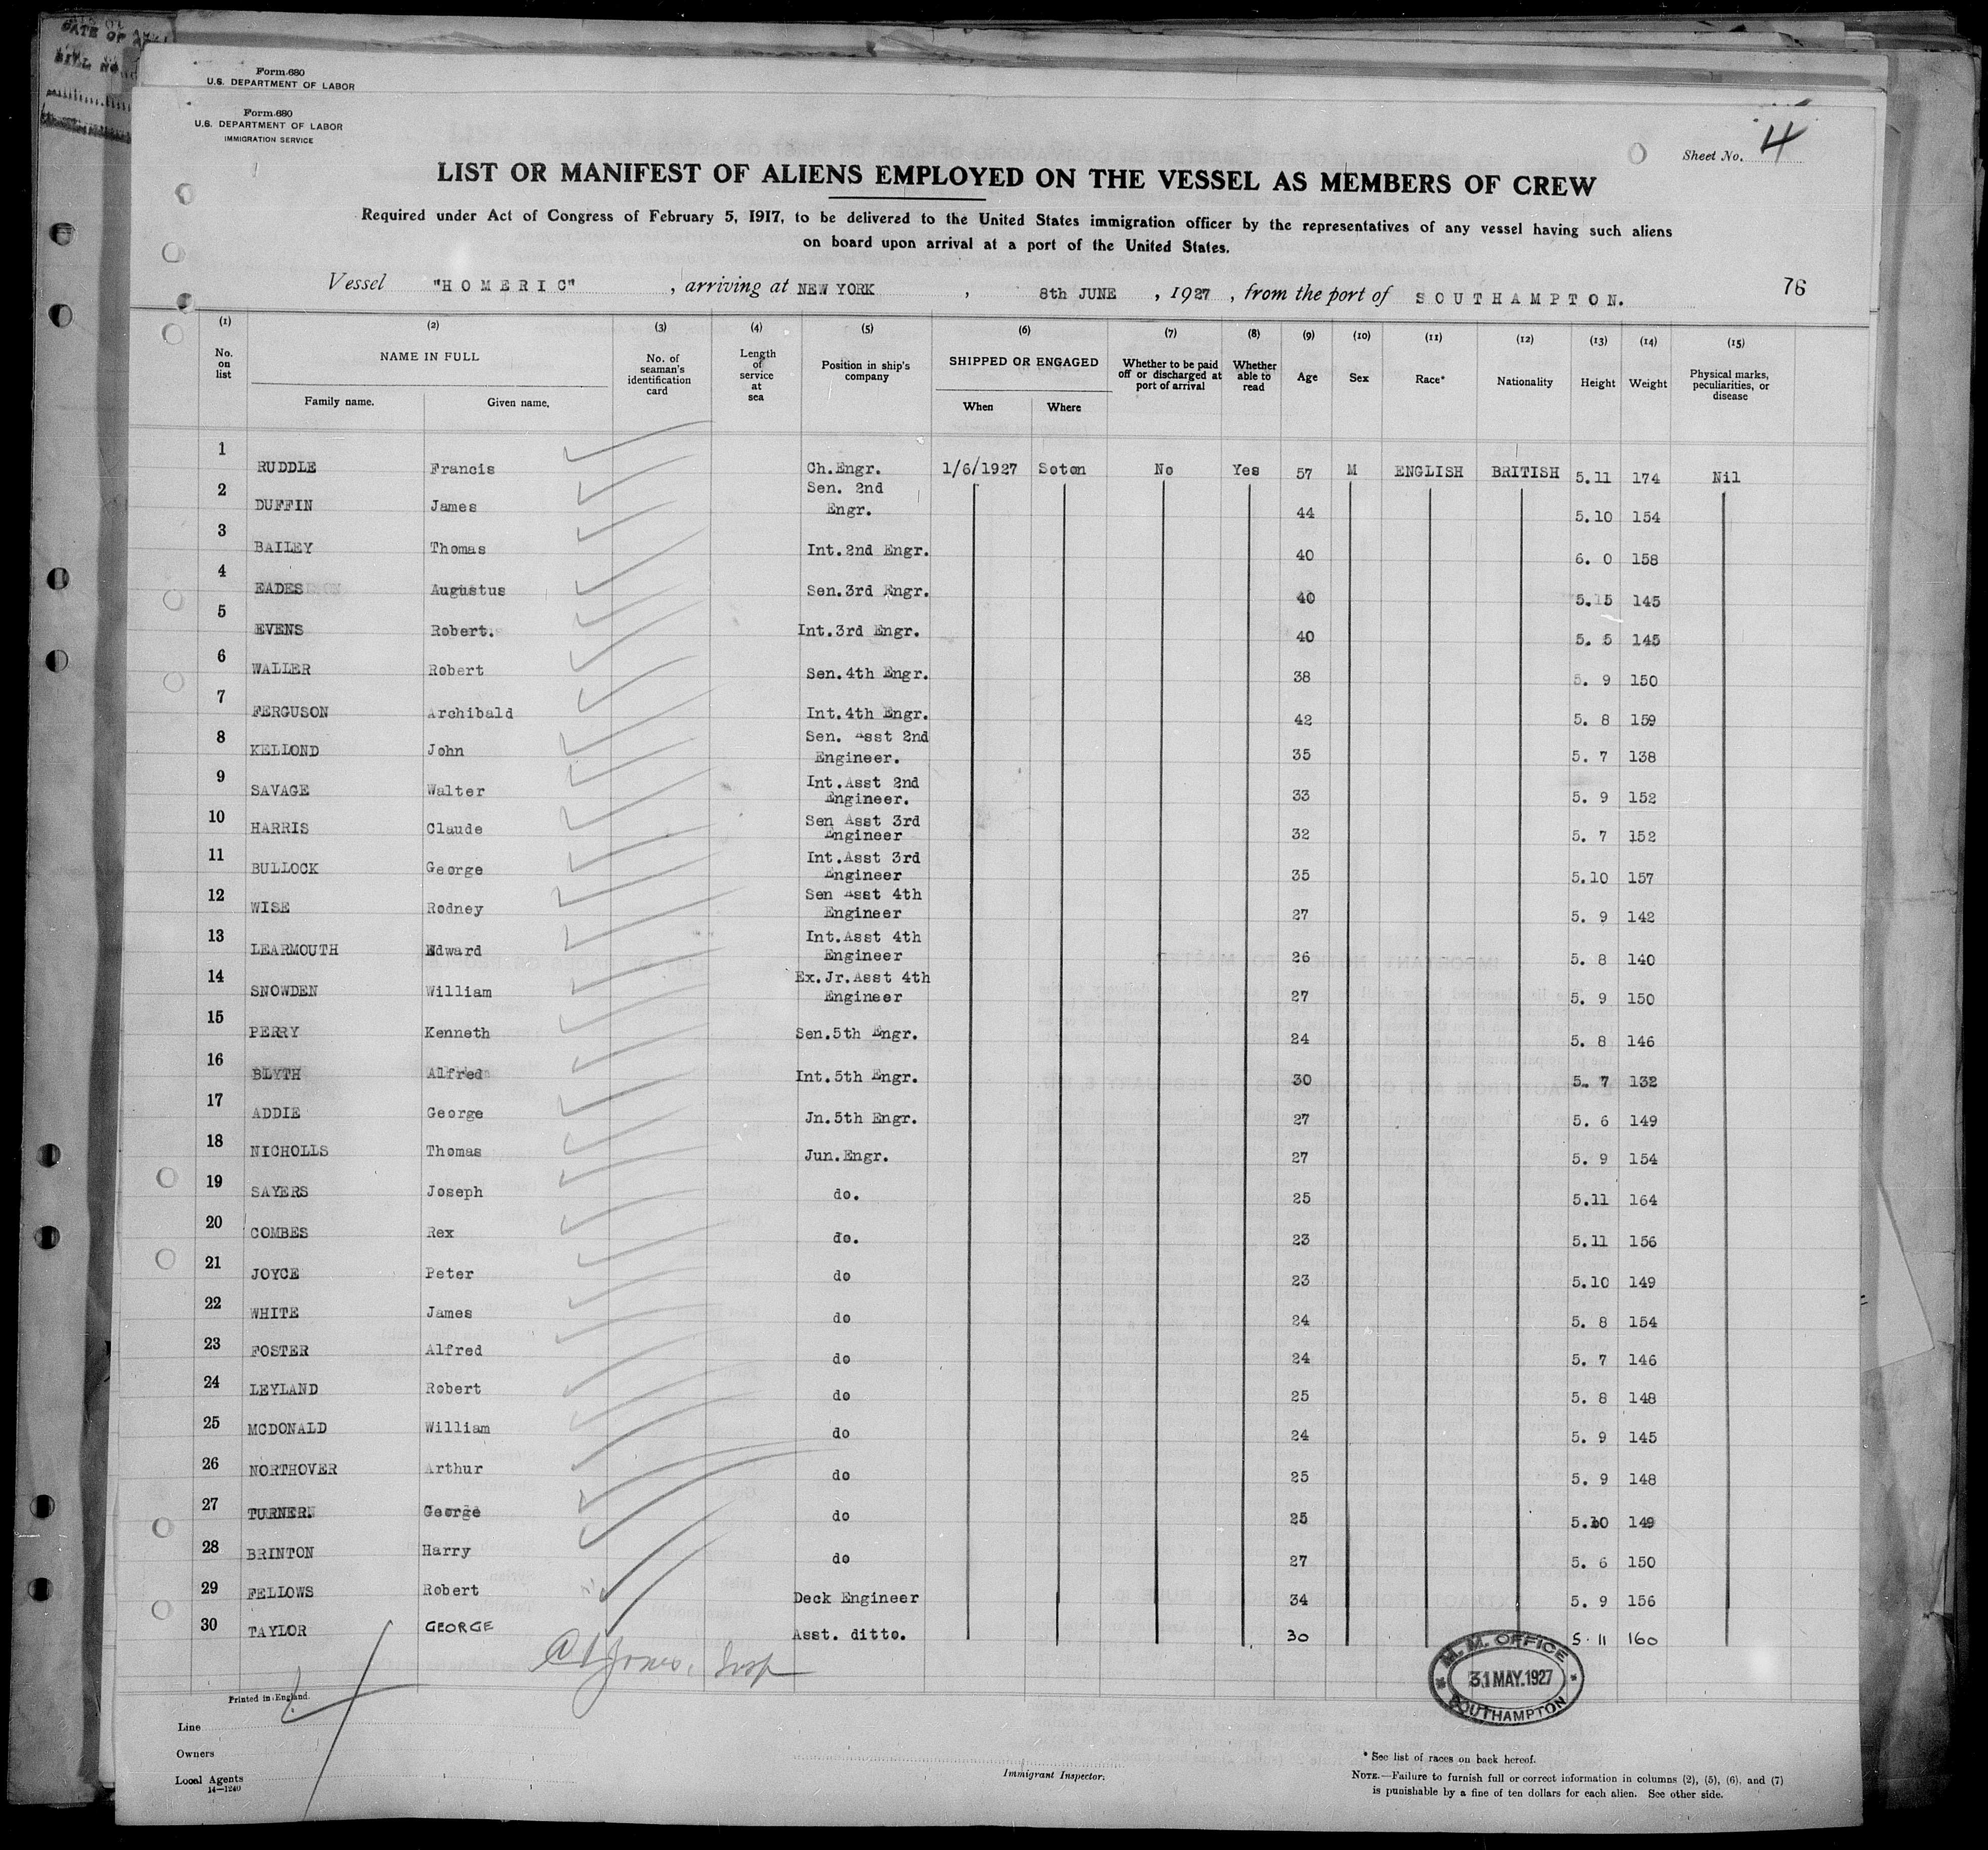 DATE OF
BILL NO
Form 680
U.S. DEPARTMENT OF LABOR
Form 680
U.S. DEPARTMENT OF LABOR
IMMIGRATION SERVICE
Sheet No. 4
LIST OR MANIFEST OF ALIENS EMPLOYED ON THE VESSEL AS MEMBERS OF CREW
Required under Act of Congress of February 5, 1917, to be delivered to the United States immigration officer by the representatives of any vessel having such aliens
on board upon arrival at a port of the United States.
Vessel "HOMERIC", arriving at NEW YORK, 8th JUNE, 1927, from the port of SOUTHAMPTON.
76
(1) (2) (3) (4) (5) (6) (7) (8) (9) (10) (11) (12) (13) (14) (15)
No. on list NAME IN FULL Family name. Given name. No. of seaman's identification card Length of service at sea Position in ship's company SHIPPED OR ENGAGED When Where Whether to be paid off or discharged at port of arrival Whether able to read Age Sex Race* Nationality Height Weight Physical marks, peculiarities, or disease
1 RUDDLE Francis Ch.Engr. 1/6/1927 Soton No Yes 57 M ENGLISH BRITISH 5.11 174 Nil
2 DUFFIN James Sen. 2nd Engr. 44 5.10 154
3 BAILEY Thomas Int.2nd Engr. 40 6. 0 158
4 EADES Augustus Sen.3rd Engr. 40 5. 5 145
5 EVENS Robert. Int.3rd Engr. 40 5. 5 145
6 WALLER Robert Sen.4th Engr. 38 5. 9 150
7 FERGUSON Archibald Int.4th Engr. 42 5. 8 159
8 KELLOND John Sen. Asst 2nd Engineer. 35 5. 7 138
9 SAVAGE Walter Int.Asst 2nd Engineer. 33 5. 9 152
10 HARRIS Claude Sen Asst 3rd Engineer 32 5. 7 152
11 BULLOCK George Int.Asst 3rd Engineer 35 5.10 157
12 WISE Rodney Sen Asst 4th Engineer 27 5. 9 142
13 LEARMOUTH Edward Int.Asst 4th Engineer 26 5. 8 140
14 SNOWDEN William Ex.Jr.Asst 4th Engineer 27 5. 9 150
15 PERRY Kenneth Sen.5th Engr. 24 5. 8 146
16 BLYTH Alfred Int.5th Engr. 30 5. 7 132
17 ADDIE George Jn.5th Engr. 27 5. 6 149
18 NICHOLLS Thomas Jun.Engr. 27 5. 9 154
19 SAYERS Joseph do. 25 5.11 164
20 COMBES Rex do. 23 5.11 156
21 JOYCE Peter do 23 5.10 149
22 WHITE James do 24 5. 8 154
23 FOSTER Alfred do 24 5. 7 146
24 LEYLAND Robert do 25 5. 8 148
25 MCDONALD William do 24 5. 9 145
26 NORTHOVER Arthur do 25 5. 9 148
27 TURNER. George do 25 5.10 149
28 BRINTON Harry do 27 5. 6 150
29 FELLOWS Robert Deck Engineer 34 5. 9 156
30 TAYLOR GEORGE Asst. ditto. 30 5.11 160
Jones, Insp
M.M. OFFICE
31 MAY.1927
SOUTHAMPTON
Printed in England.
Line
Owners
Local Agents
14—1240
Immigrant Inspector.
* See list of races on back hereof.
NOTE.—Failure to furnish full or correct information in columns (2), (5), (6), and (7)
is punishable by a fine of ten dollars for each alien. See other side.